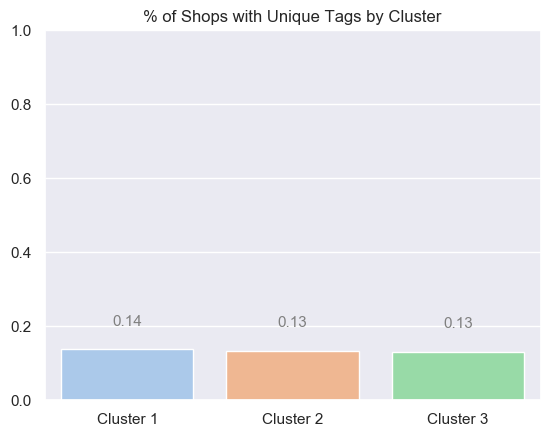 % of Shops with Unique Tags by Cluster
1.0
0.8
0.6
0.4
0.2
0.0
0.14
0.13
0.13
Cluster 1
Cluster 2
Cluster 3